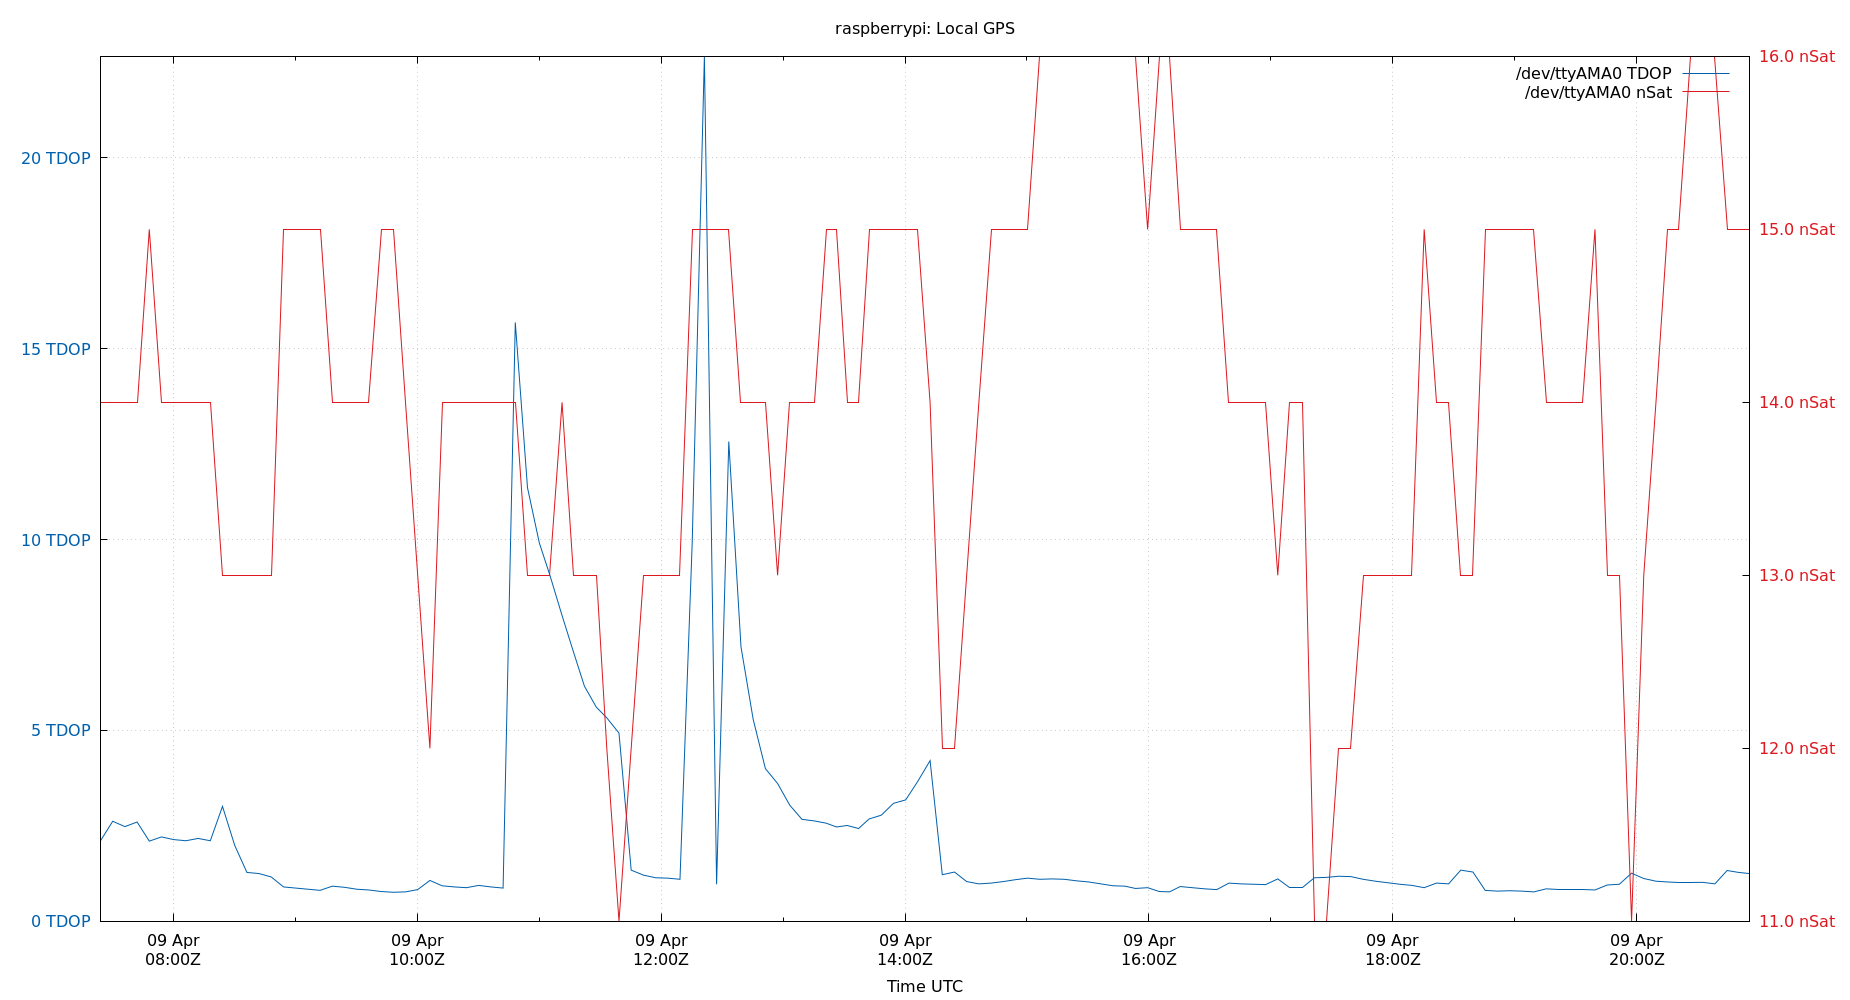 raspberrypi: Local GPS
16.0 nSat
/dev/ttyAMA0 TDOP
/dev/ttyAMA0 nSat
20 TDOP
15.0 nSat
15 TDOP
14.0 nSat
10 TDOP
13.0 nSat
5 TDOP
12.0 nSat
0 TDOP
11.0 nSat
09 Apr
08:00Z
09 Apr
10:00Z
09 Apr
12:00Z
09 Apr
14:00Z
09 Apr
16:00Z
09 Apr
18:00Z
09 Apr
20:00Z
Time UTC